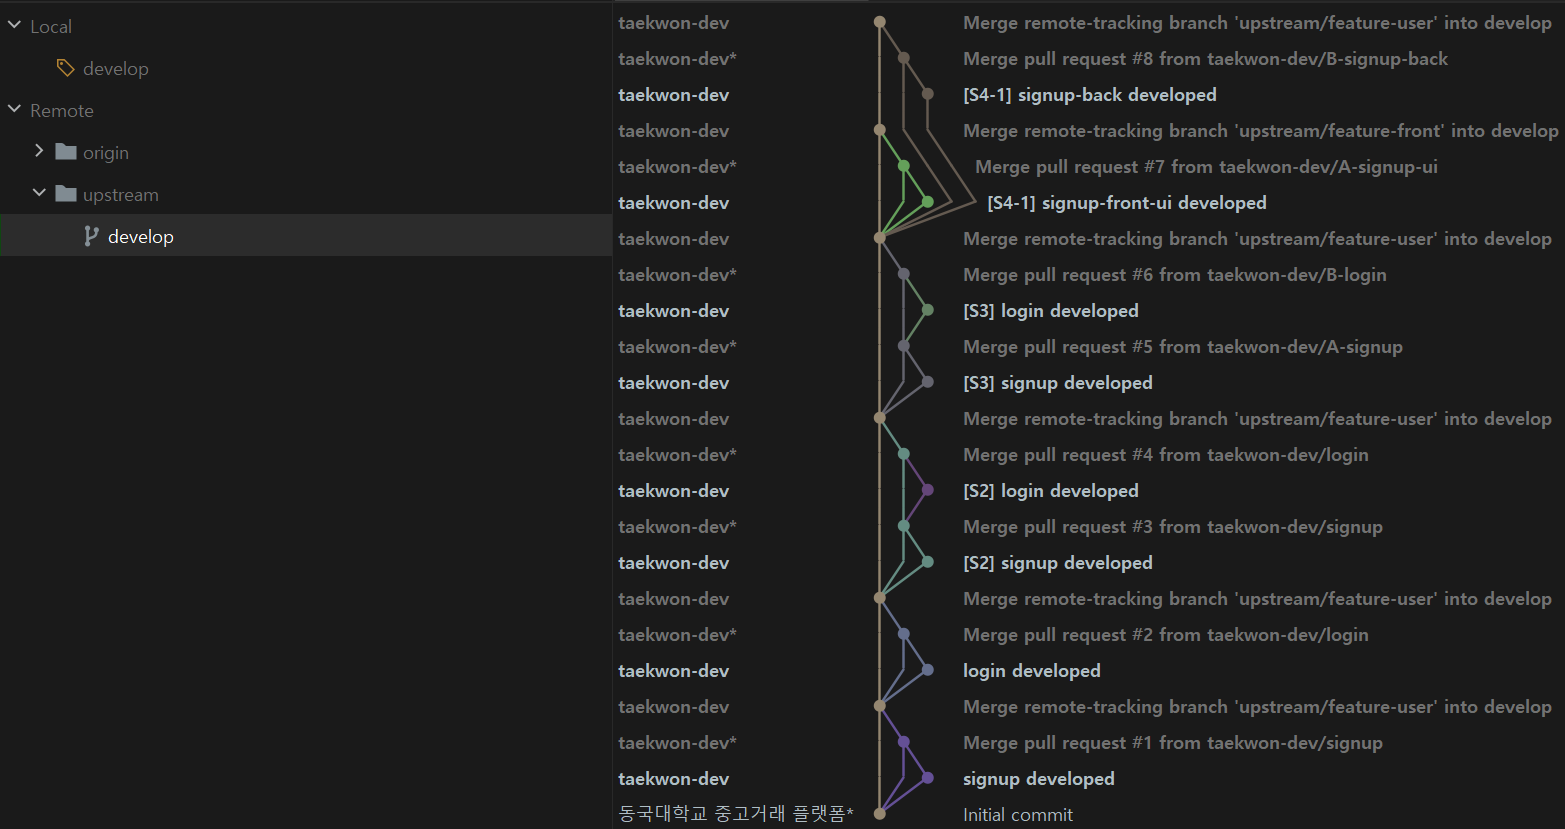 Local
develop
Remote
origin
upstream
develop
taekwon-dev Merge remote-tracking branch 'upstream/feature-user' into develop
taekwon-dev* Merge pull request #8 from taekwon-dev/B-signup-back
taekwon-dev [S4-1] signup-back developed
taekwon-dev Merge remote-tracking branch 'upstream/feature-front' into develop
taekwon-dev* Merge pull request #7 from taekwon-dev/A-signup-ui
taekwon-dev [S4-1] signup-front-ui developed
taekwon-dev Merge remote-tracking branch 'upstream/feature-user' into develop
taekwon-dev* Merge pull request #6 from taekwon-dev/B-login
taekwon-dev [S3] login developed
taekwon-dev* Merge pull request #5 from taekwon-dev/A-signup
taekwon-dev [S3] signup developed
taekwon-dev Merge remote-tracking branch 'upstream/feature-user' into develop
taekwon-dev* Merge pull request #4 from taekwon-dev/login
taekwon-dev [S2] login developed
taekwon-dev* Merge pull request #3 from taekwon-dev/signup
taekwon-dev [S2] signup developed
taekwon-dev Merge remote-tracking branch 'upstream/feature-user' into develop
taekwon-dev* Merge pull request #2 from taekwon-dev/login
taekwon-dev login developed
taekwon-dev Merge remote-tracking branch 'upstream/feature-user' into develop
taekwon-dev* Merge pull request #1 from taekwon-dev/signup
taekwon-dev signup developed
동국대학교 중고거래 플랫폼* Initial commit